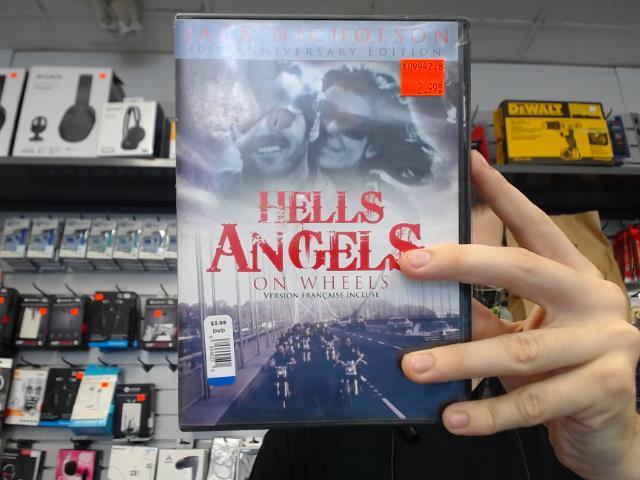 JACK NICHOLSON
40TH ANNIVERSARY EDITION
109942.8
2.99
HELLS
ANGELS
ON WHEELS
VERSION FRANÇAISE INCLUSE
$3.99
DVD
SONY
DEWALT